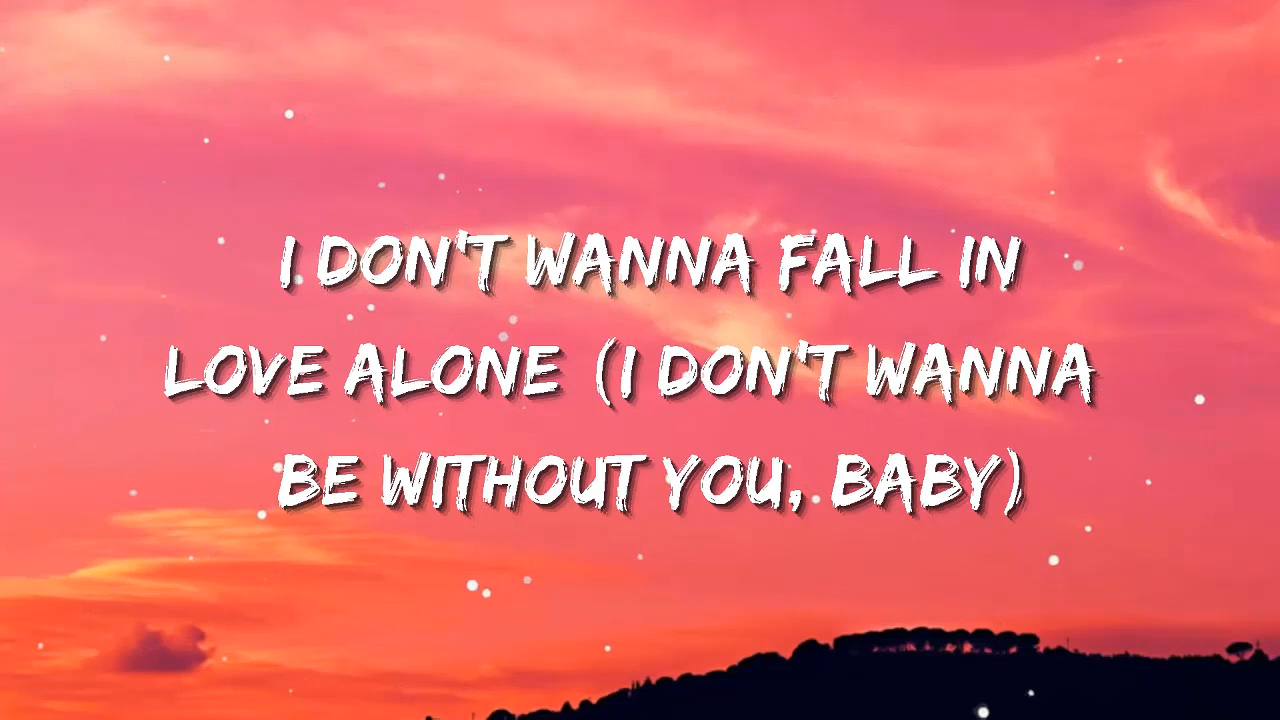 I DON'T WANNA FALL IN
LOVE ALONE (I DON'T WANNA
BE WITHOUT YOU, BABY)